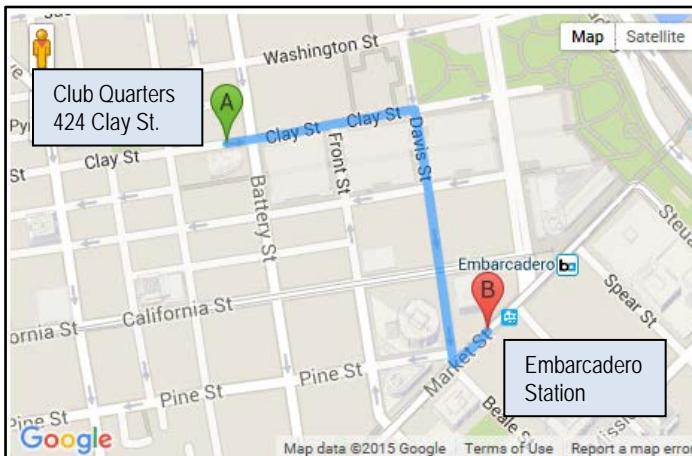 Washington St
Map
Satellite
Club Quarters
424 Clay St.
A
Clay St
Clay St
Clay St
St
Battery St
Front St
Davis St
Embarcadero
ba
B
Spear St
California St
ornia St
Market St
Pine St
Pine St
Embarcadero
Station
Google
Map data ©2015 Google
Terms of Use
Report a map error